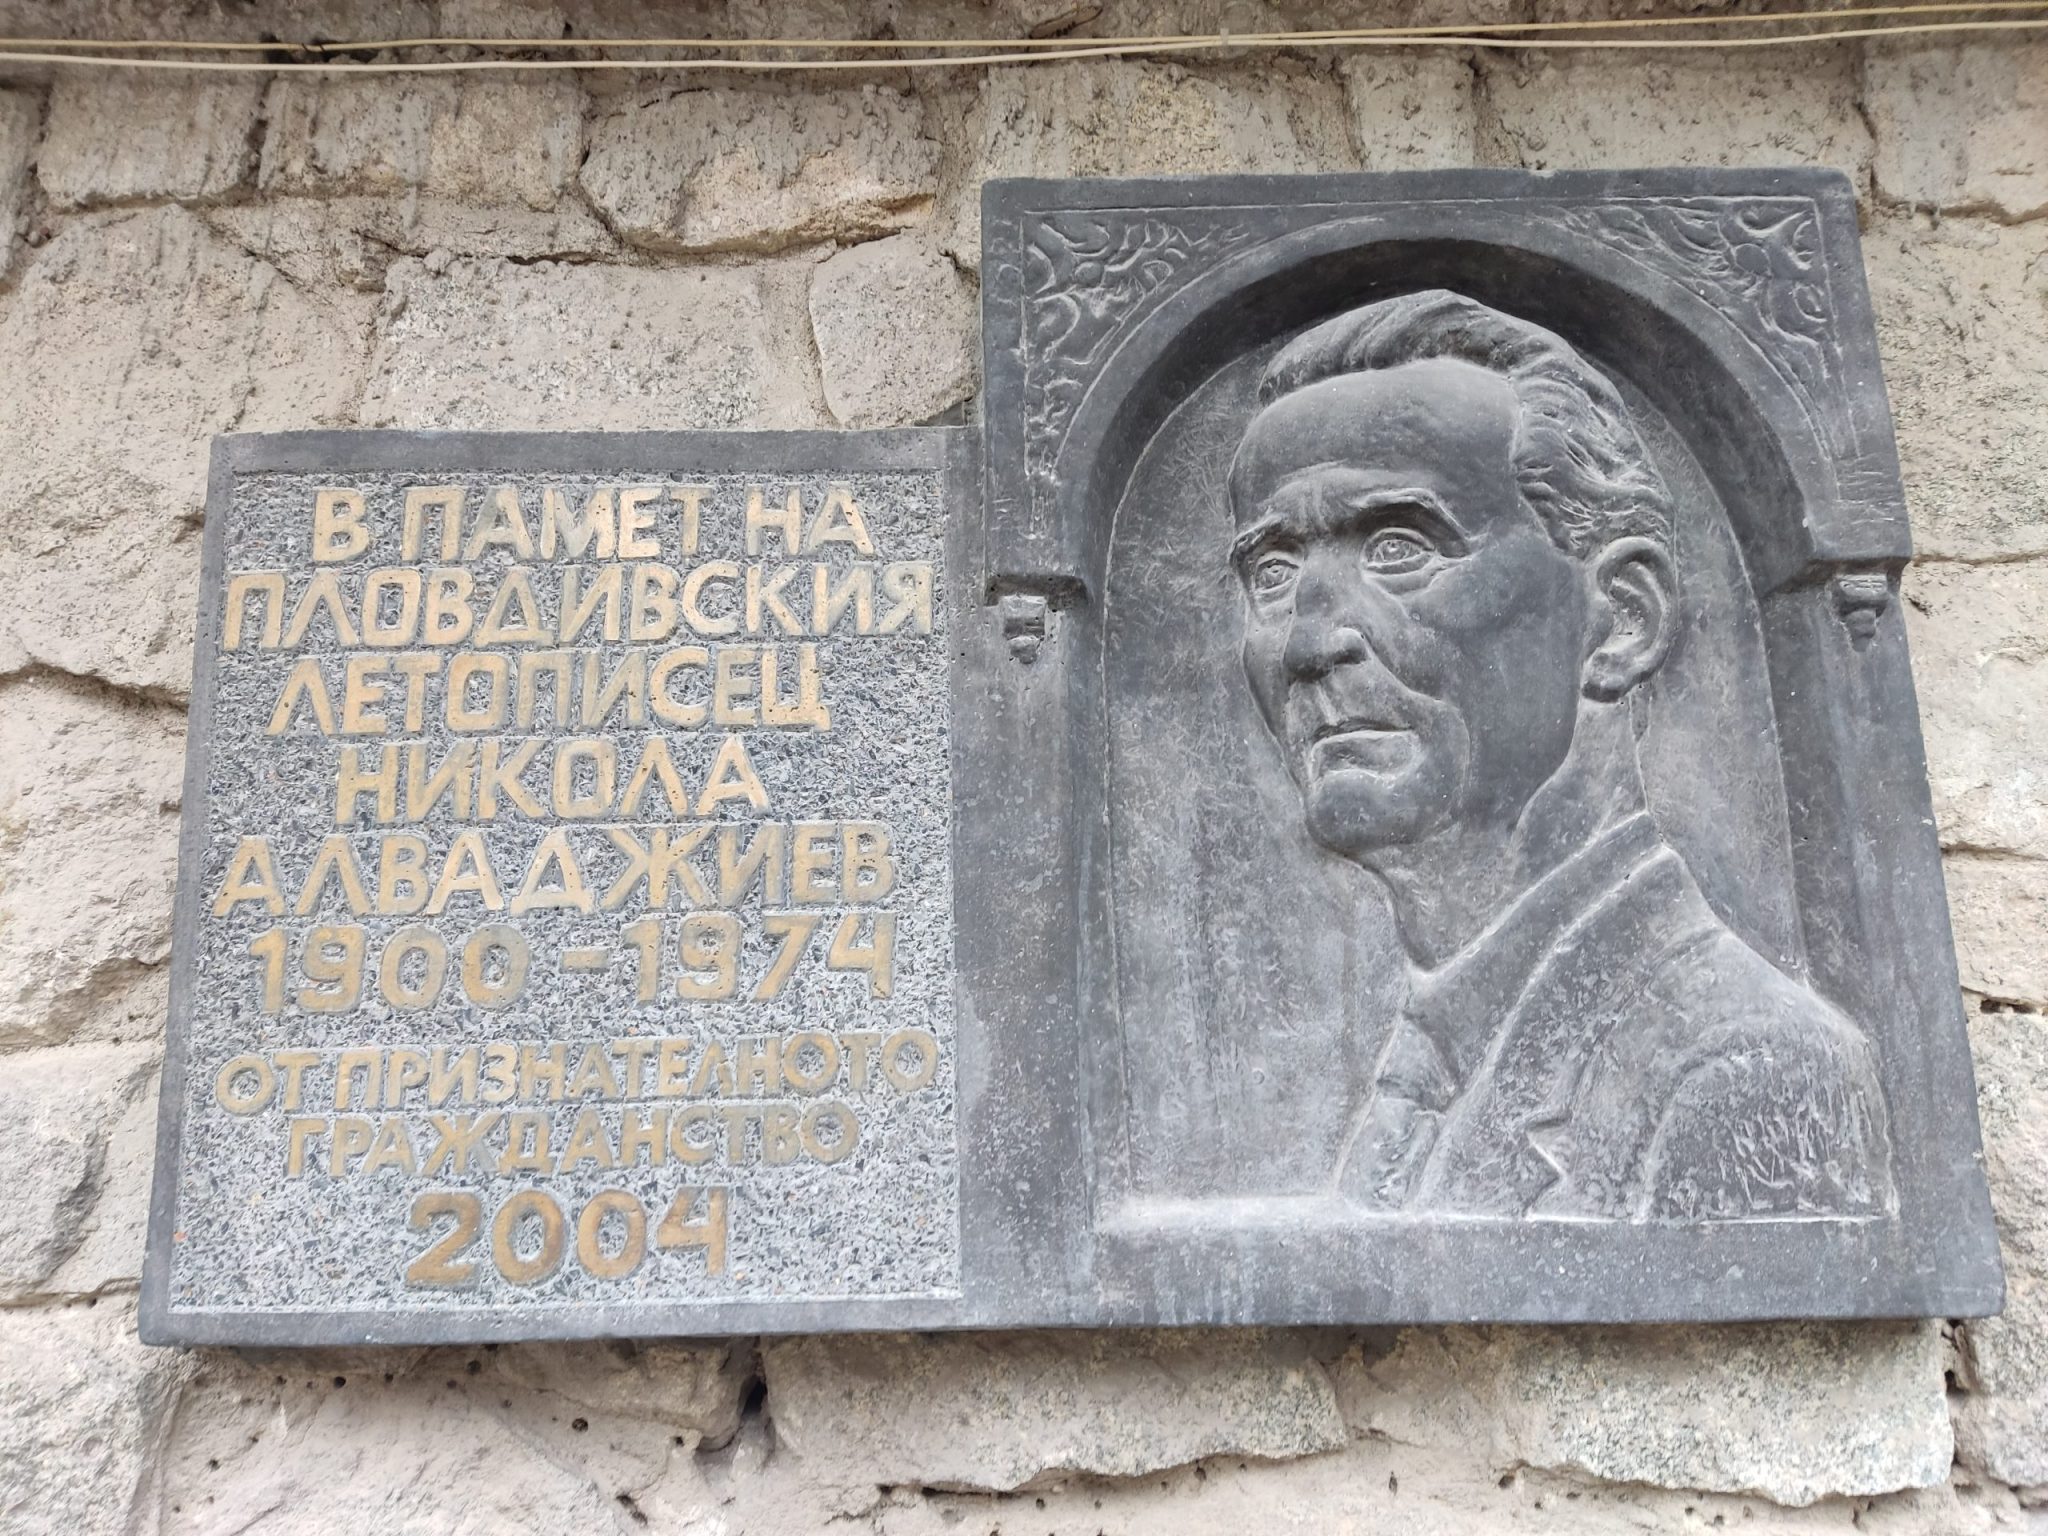 В ПАМЕТ НА
ПЛОВДИВСКИЯ
ЛЕТОПИСЕЦ
НИКОЛА
АЛВАДЖИЕВ
1900 - 1974
ОТ ПРИЗНАТЕЛНОТО
ГРАЖДАНСТВО
2004